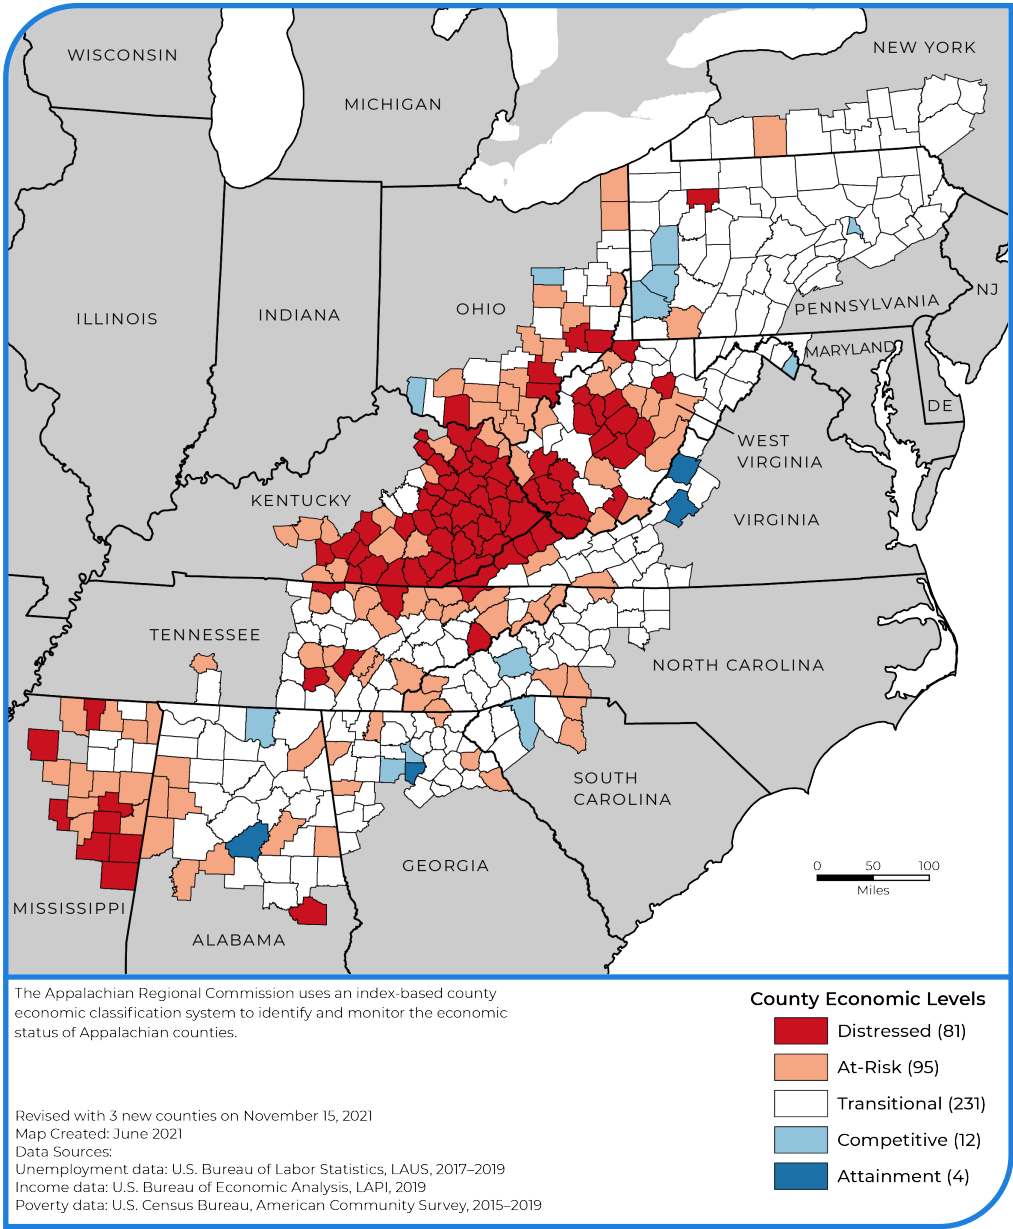 WISCONSIN
NEW YORK
MICHIGAN
ILLINOIS
INDIANA
OHIO
PENNSYLVANIA
NJ
MARYLAND
DE
WEST
VIRGINIA
KENTUCKY
VIRGINIA
TENNESSEE
NORTH CAROLINA
SOUTH
CAROLINA
GEORGIA
0 50 100
Miles
MISSISSIPPI
ALABAMA
The Appalachian Regional Commission uses an index-based county
economic classification system to identify and monitor the economic
status of Appalachian counties.
Revised with 3 new counties on November 15, 2021
Map Created: June 2021
Data Sources:
Unemployment data: U.S. Bureau of Labor Statistics, LAUS, 2017–2019
Income data: U.S. Bureau of Economic Analysis, LAPI, 2019
Poverty data: U.S. Census Bureau, American Community Survey, 2015–2019
County Economic Levels
Distressed (81)
At-Risk (95)
Transitional (231)
Competitive (12)
Attainment (4)